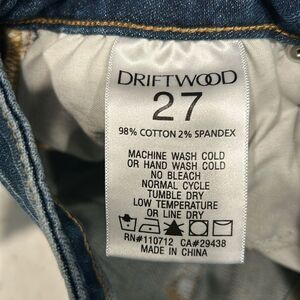 DRIFTWOOD
27
98% COTTON 2% SPANDEX
MACHINE WASH COLD
OR HAND WASH COLD
NO BLEACH
NORMAL CYCLE
TUMBLE DRY
LOW TEMPERATURE
OR LINE DRY
RN#110712 CA#29438
MADE IN CHINA